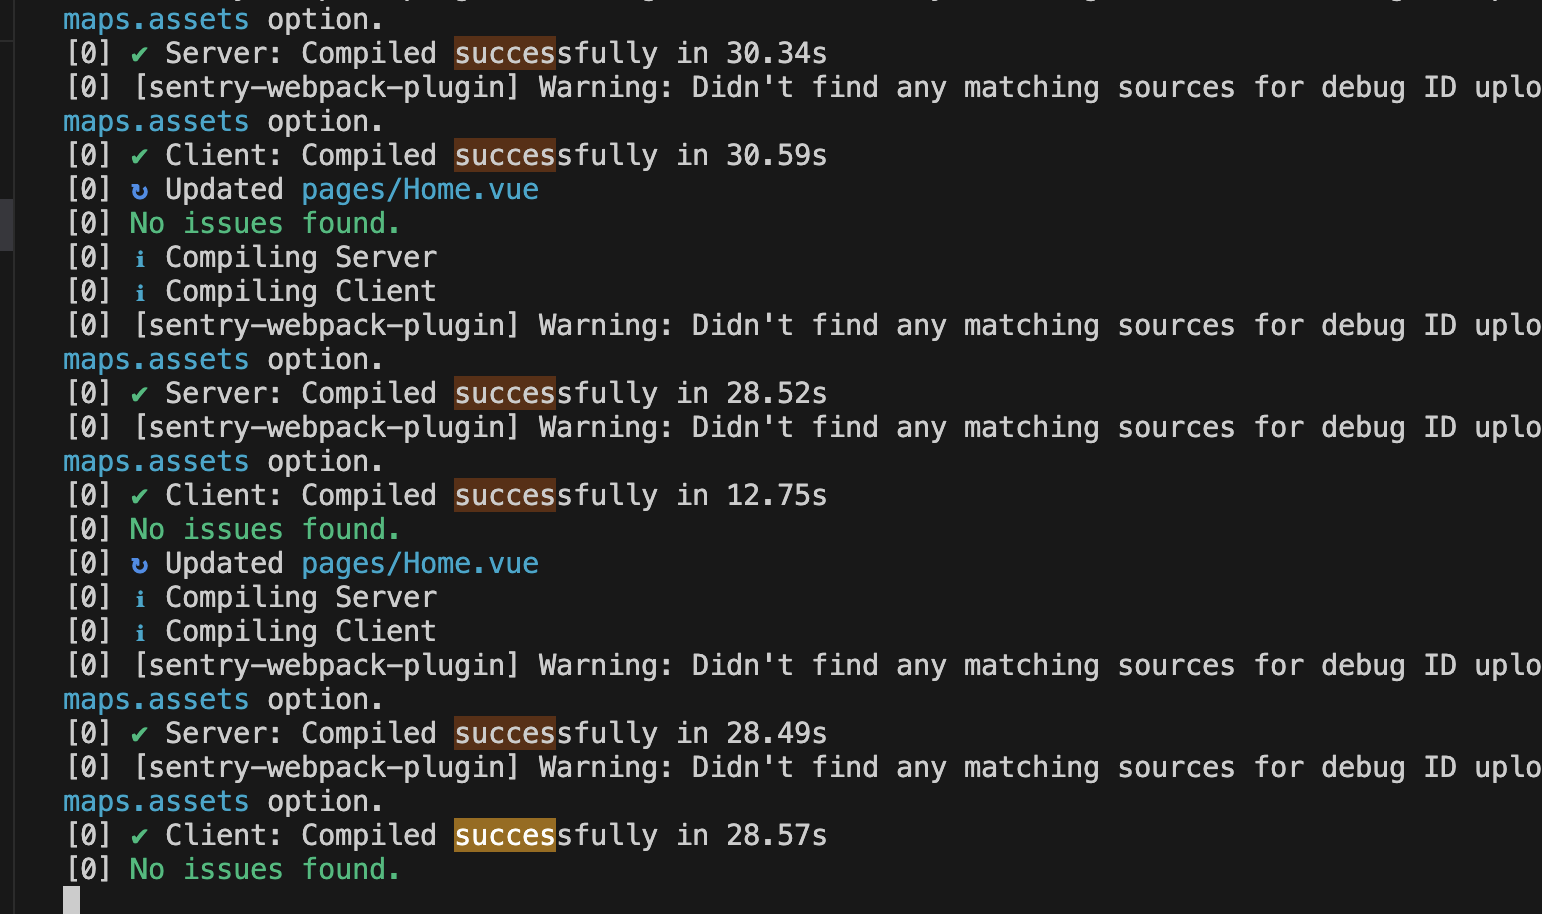 maps.assets option.
[0] ✔ Server: Compiled successfully in 30.34s
[0] [sentry-webpack-plugin] Warning: Didn't find any matching sources for debug ID uplo
maps.assets option.
[0] ✔ Client: Compiled successfully in 30.59s
[0] ↻ Updated pages/Home.vue
[0] No issues found.
[0] ℹ Compiling Server
[0] ℹ Compiling Client
[0] [sentry-webpack-plugin] Warning: Didn't find any matching sources for debug ID uplo
maps.assets option.
[0] ✔ Server: Compiled successfully in 28.52s
[0] [sentry-webpack-plugin] Warning: Didn't find any matching sources for debug ID uplo
maps.assets option.
[0] ✔ Client: Compiled successfully in 12.75s
[0] No issues found.
[0] ↻ Updated pages/Home.vue
[0] ℹ Compiling Server
[0] ℹ Compiling Client
[0] [sentry-webpack-plugin] Warning: Didn't find any matching sources for debug ID uplo
maps.assets option.
[0] ✔ Server: Compiled successfully in 28.49s
[0] [sentry-webpack-plugin] Warning: Didn't find any matching sources for debug ID uplo
maps.assets option.
[0] ✔ Client: Compiled successfully in 28.57s
[0] No issues found.